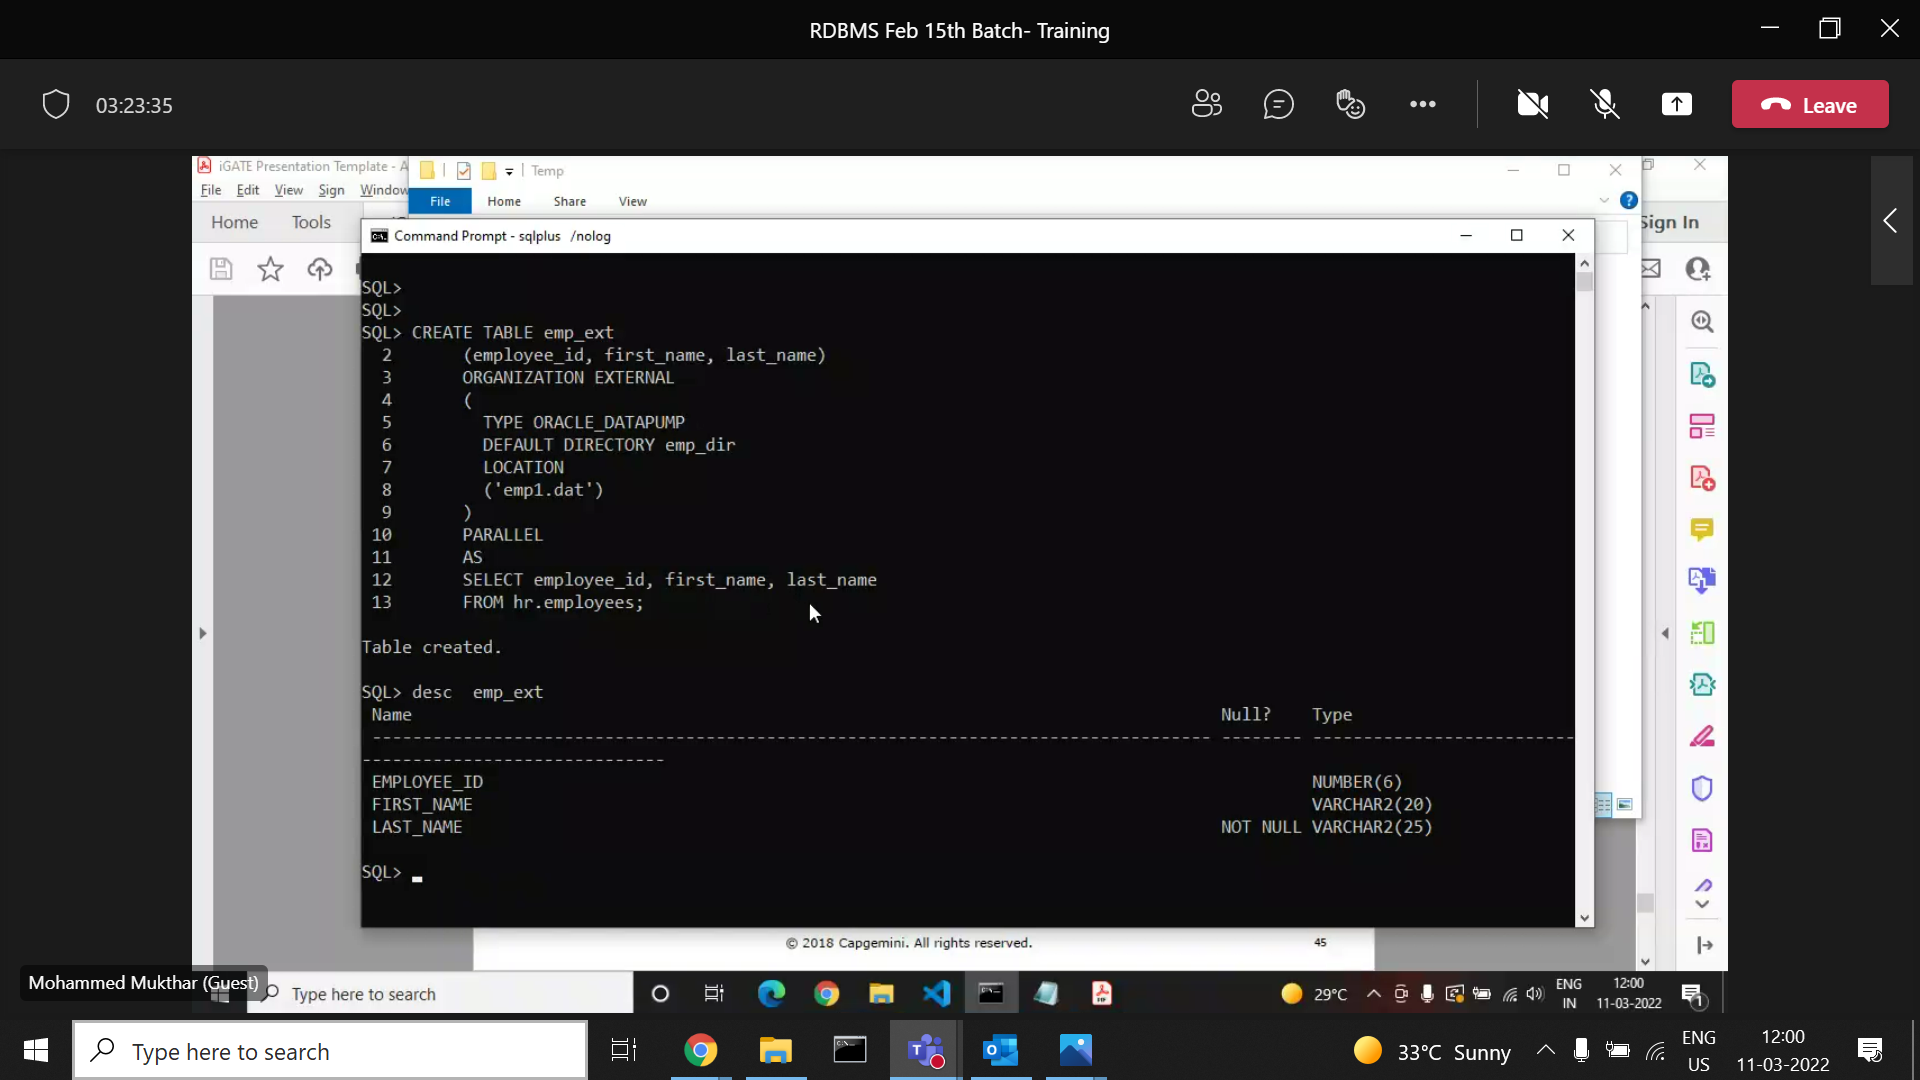 RDBMS Feb 15th Batch- Training
03:23:35
Leave
iGATE Presentation Template - A
Temp
File Edit View Sign Window
File Home Share View
Home Tools
Sign In
Command Prompt - sqlplus /nolog
SQL>
SQL>
SQL> CREATE TABLE emp_ext
2 (employee_id, first_name, last_name)
3 ORGANIZATION EXTERNAL
4 (
5 TYPE ORACLE_DATAPUMP
6 DEFAULT DIRECTORY emp_dir
7 LOCATION
8 ('emp1.dat')
9 )
10 PARALLEL
11 AS
12 SELECT employee_id, first_name, last_name
13 FROM hr.employees;
Table created.
SQL> desc emp_ext
Name Null? Type
----------------------------------------------------------------------------------- -------- --------------------------
------------------------------
EMPLOYEE_ID NUMBER(6)
FIRST_NAME VARCHAR2(20)
LAST_NAME NOT NULL VARCHAR2(25)
SQL> _
© 2018 Capgemini. All rights reserved. 45
Mohammed Mukthar (Guest)
Type here to search
29°C
ENG
IN
12:00
11-03-2022
1
Type here to search
33°C Sunny
ENG
US
12:00
11-03-2022